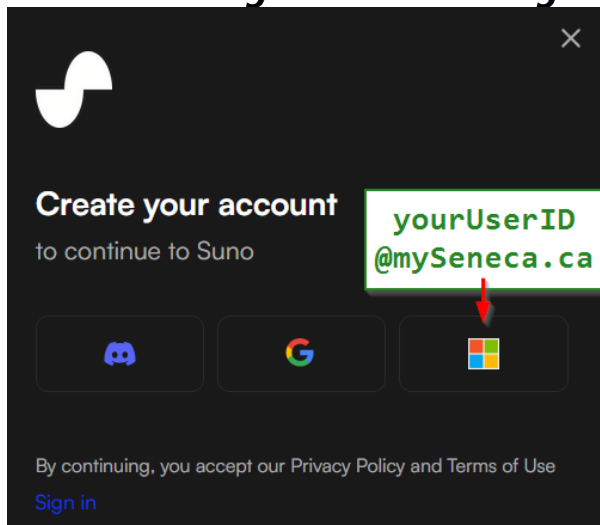 Create your account
to continue to Suno
yourUserID
@mySeneca.ca
By continuing, you accept our Privacy Policy and Terms of Use
Sign in